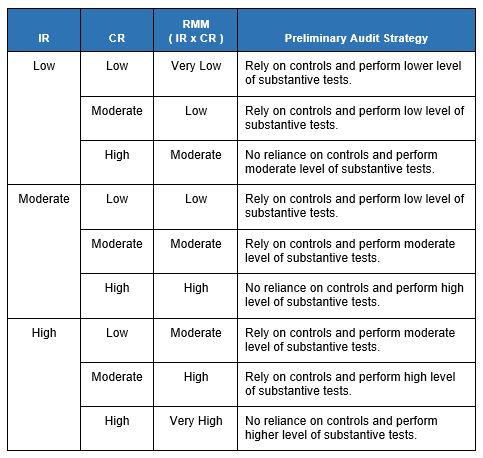 IR CR RMM ( IR x CR ) Preliminary Audit Strategy
Low Low Very Low Rely on controls and perform lower level
of substantive tests.
Moderate Low Rely on controls and perform low level of
substantive tests.
High Moderate No reliance on controls and perform
moderate level of substantive tests.
Moderate Low Low Rely on controls and perform low level of
substantive tests.
Moderate Moderate Rely on controls and perform moderate
level of substantive tests.
High High No reliance on controls and perform high
level of substantive tests.
High Low Moderate Rely on controls and perform moderate
level of substantive tests.
Moderate High Rely on controls and perform high level
of substantive tests.
High Very High No reliance on controls and perform
higher level of substantive tests.